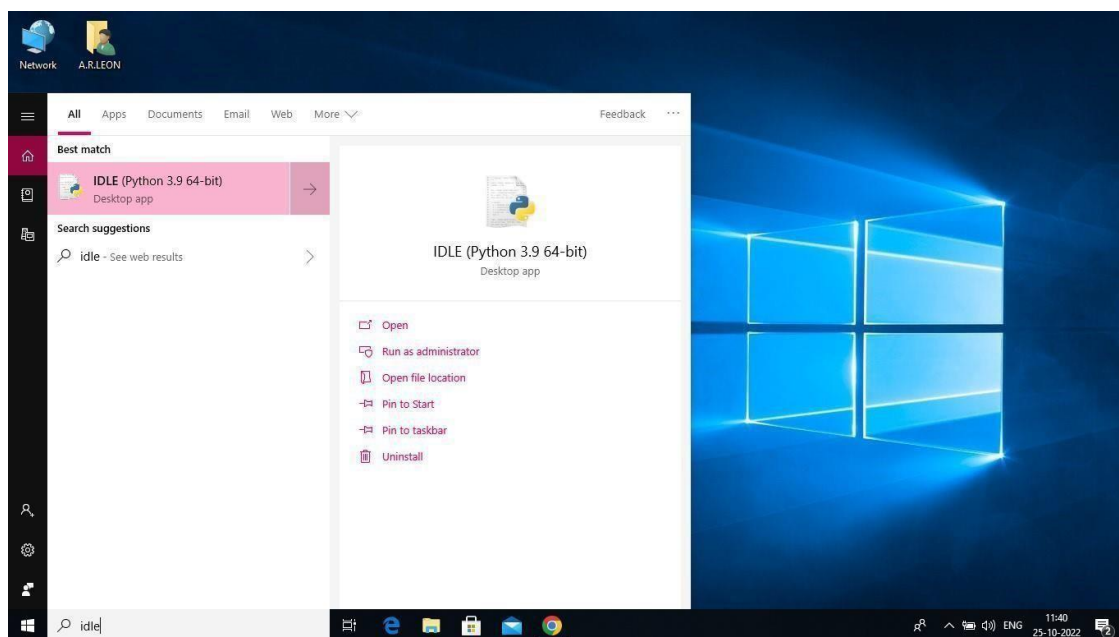 Network
A.R.LEON
All Apps Documents Email Web More Feedback ...
Best match
IDLE (Python 3.9 64-bit)
Desktop app
Search suggestions
idle - See web results
IDLE (Python 3.9 64-bit)
Desktop app
Open
Run as administrator
Open file location
Pin to Start
Pin to taskbar
Uninstall
idle
ENG
11:40
25-10-2022